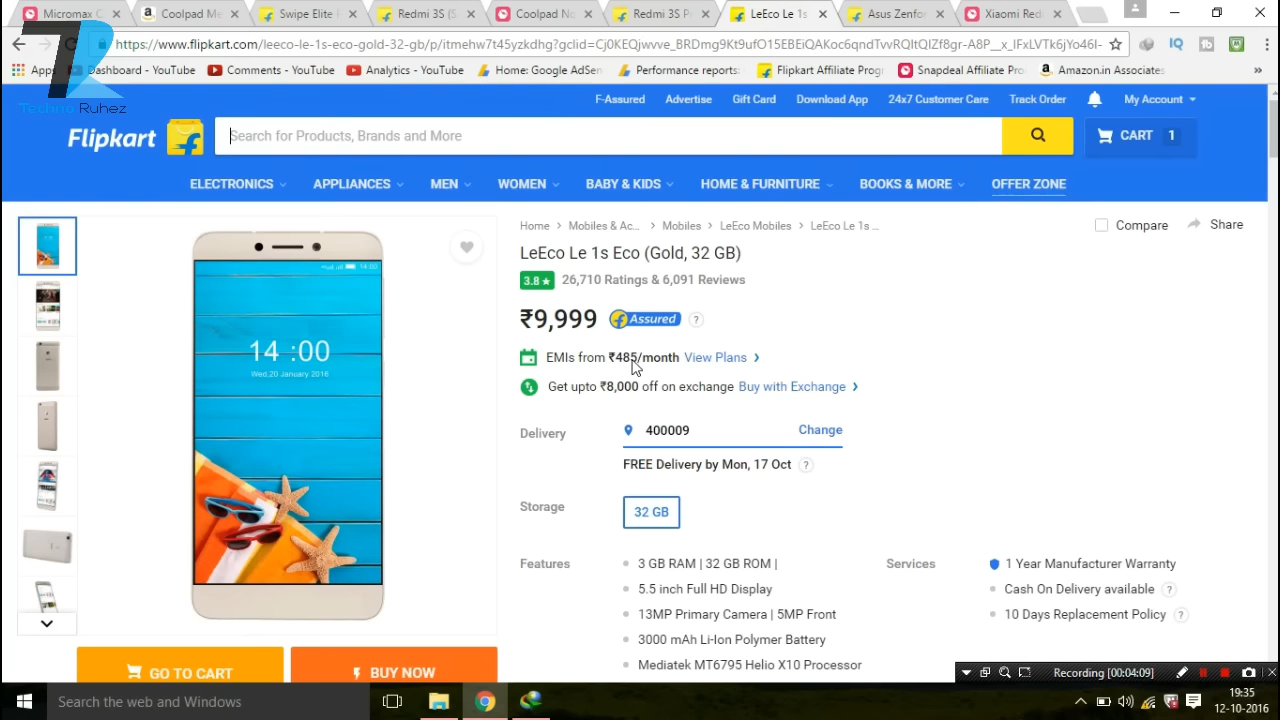 Micromax C
Coolpad Me
Swipe Elite
Redmi 3S (S
Coolpad No
Redmi 3S P
LeEco Le 1s
Asus Zenfor
Xiaomi Redr
https://www.flipkart.com/leeco-le-1s-eco-gold-32-gb/p/itmehw7t45yzkdhg?gclid=Cj0KEQjwvve_BRDmg9Kt9ufO15EBEiQAKoc6qndTvvRQItQIZf8gr-A8P__x_IFxLVTk6jYo46I-
Apps Dashboard - YouTube Comments - YouTube Analytics - YouTube Home: Google AdSen Performance reports: Flipkart Affiliate Prog Snapdeal Affiliate Pro Amazon.in Associates
Techno Ruhez
F-Assured Advertise Gift Card Download App 24x7 Customer Care Track Order My Account
Flipkart Search for Products, Brands and More CART 1
ELECTRONICS APPLIANCES MEN WOMEN BABY & KIDS HOME & FURNITURE BOOKS & MORE OFFER ZONE
Home > Mobiles & Ac... > Mobiles > LeEco Mobiles > LeEco Le 1s ... Compare Share
LeEco Le 1s Eco (Gold, 32 GB)
3.8 ★ 26,710 Ratings & 6,091 Reviews
₹9,999 Assured ?
14:00
14 :00
Wed,20 January 2016
EMIs from ₹485/month View Plans >
Get upto ₹8,000 off on exchange Buy with Exchange >
Delivery 400009 Change
FREE Delivery by Mon, 17 Oct ?
Storage 32 GB
Features
3 GB RAM | 32 GB ROM |
5.5 inch Full HD Display
13MP Primary Camera | 5MP Front
3000 mAh Li-Ion Polymer Battery
Mediatek MT6795 Helio X10 Processor
Services
1 Year Manufacturer Warranty
Cash On Delivery available ?
10 Days Replacement Policy ?
GO TO CART BUY NOW
Recording [00:04:09]
Search the web and Windows
19:35
12-10-2016